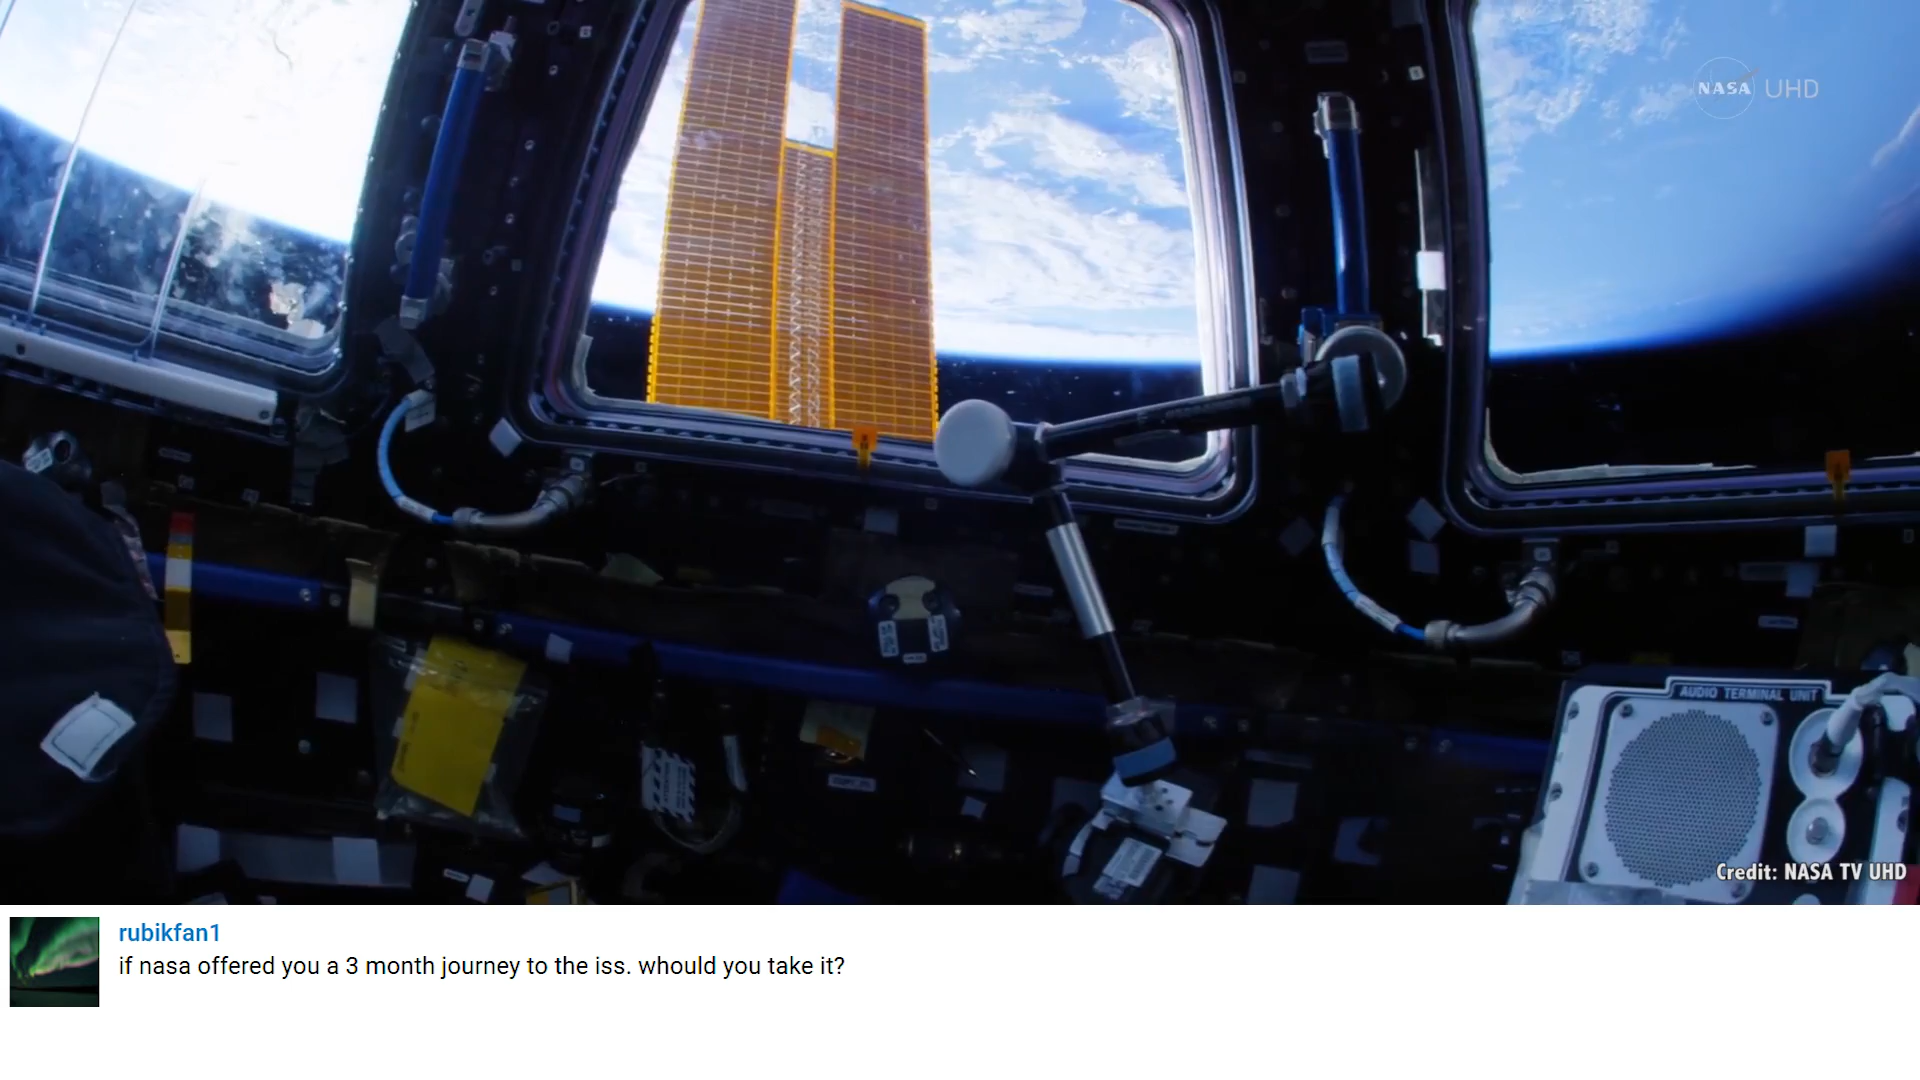 NASA UHD
AUDIO TERMINAL UNIT
Credit: NASA TV UHD
rubikfan1
if nasa offered you a 3 month journey to the iss. whould you take it?